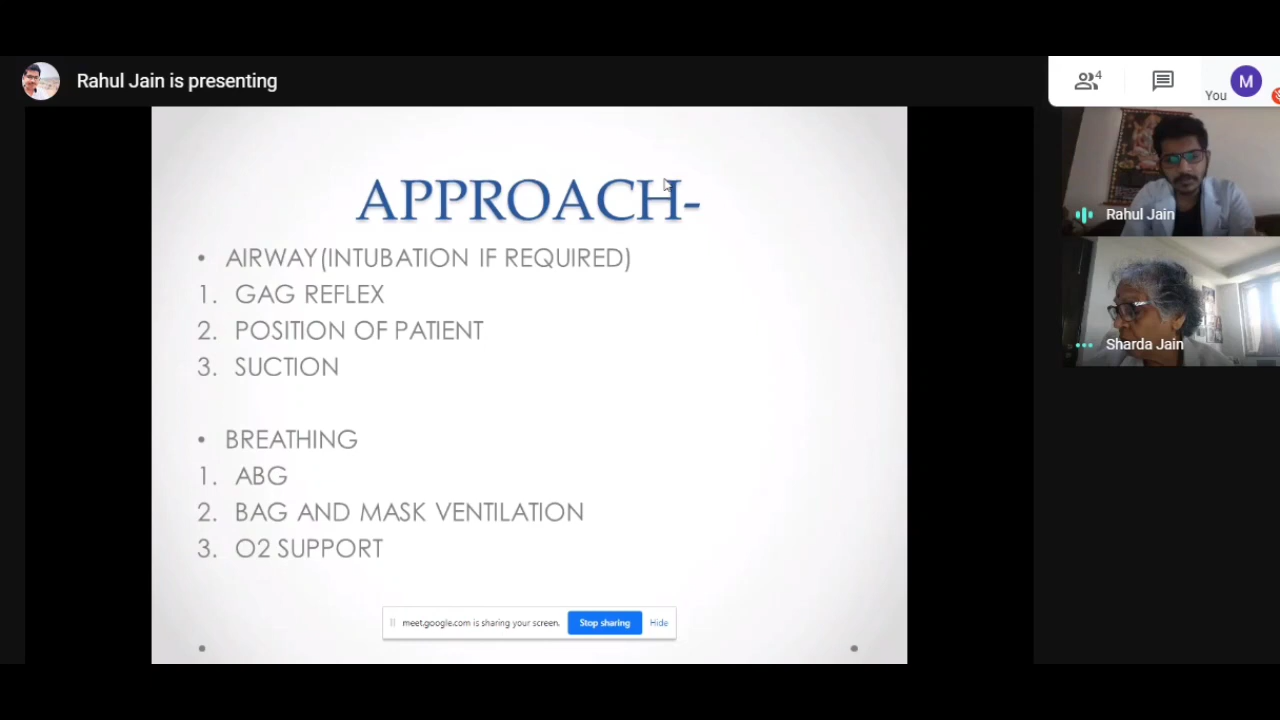 Rahul Jain is presenting
4
You
M
APPROACH-
• AIRWAY(INTUBATION IF REQUIRED)
1. GAG REFLEX
2. POSITION OF PATIENT
3. SUCTION
• BREATHING
1. ABG
2. BAG AND MASK VENTILATION
3. O2 SUPPORT
meet.google.com is sharing your screen.
Stop sharing
Hide
Rahul Jain
Sharda Jain